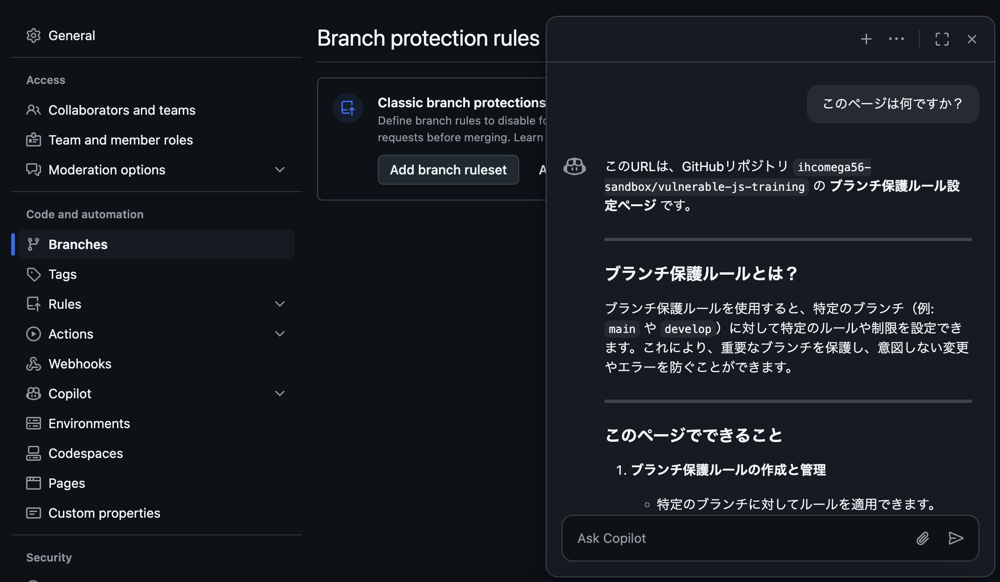 General
Access
Collaborators and teams
Team and member roles
Moderation options
Code and automation
Branches
Tags
Rules
Actions
Webhooks
Copilot
Environments
Codespaces
Pages
Custom properties
Security
Branch protection rules
Classic branch protections
Define branch rules to disable fo
requests before merging. Learn
Add branch ruleset
A
このページは何ですか？
このURLは、GitHubリポジトリ ihcomega56-
sandbox/vulnerable-js-training の ブランチ保護ルール設
定ページ です。
ブランチ保護ルールとは？
ブランチ保護ルールを使用すると、特定のブランチ（例:
main や develop）に対して特定のルールや制限を設定でき
ます。これにより、重要なブランチを保護し、意図しない変更
やエラーを防ぐことができます。
このページでできること
1. ブランチ保護ルールの作成と管理
○ 特定のブランチに対してルールを適用できます。
Ask Copilot